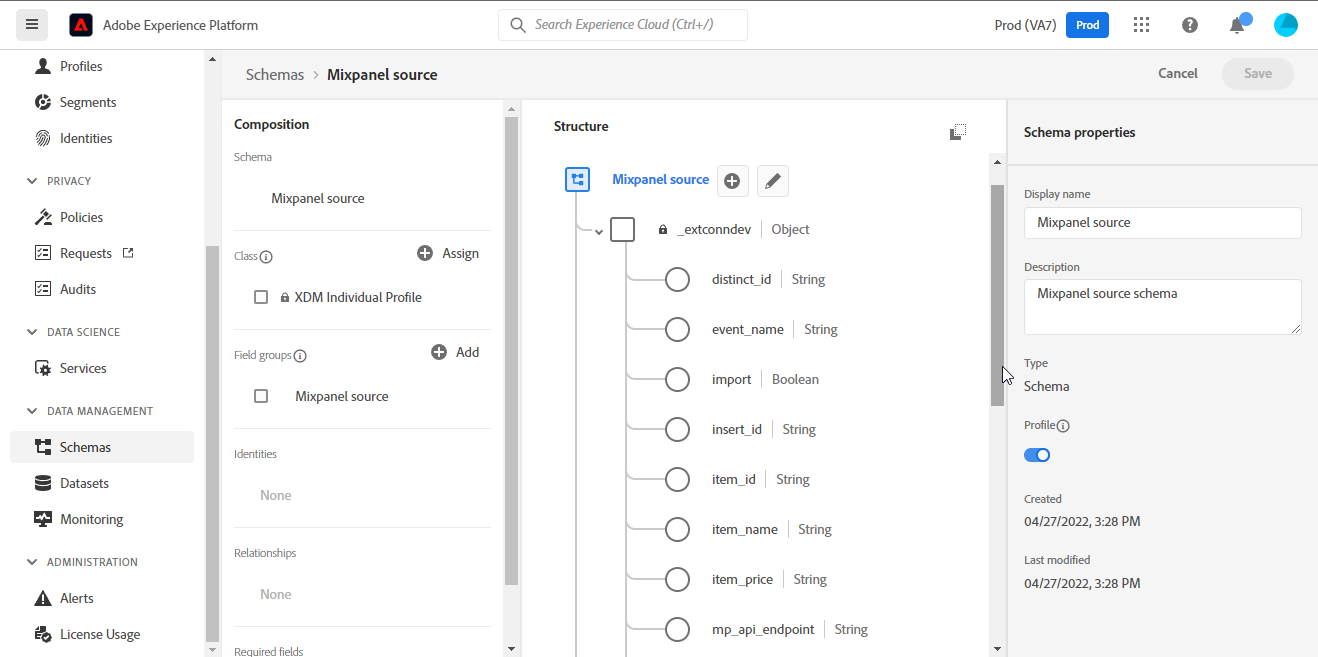 Adobe Experience Platform
Search Experience Cloud (Ctrl+/)
Prod (VA7)
Prod
Profiles
Segments
Identities
PRIVACY
Policies
Requests
Audits
DATA SCIENCE
Services
DATA MANAGEMENT
Schemas
Datasets
Monitoring
ADMINISTRATION
Alerts
License Usage
Schemas > Mixpanel source
Cancel
Save
Composition
Schema
Mixpanel source
Class
Assign
XDM Individual Profile
Field groups
Add
Mixpanel source
Identities
None
Relationships
None
Required fields
Structure
Mixpanel source
_extconndev | Object
distinct_id | String
event_name | String
import | Boolean
insert_id | String
item_id | String
item_name | String
item_price | String
mp_api_endpoint | String
Schema properties
Display name
Mixpanel source
Description
Mixpanel source schema
Type
Schema
Profile
Created
04/27/2022, 3:28 PM
Last modified
04/27/2022, 3:28 PM